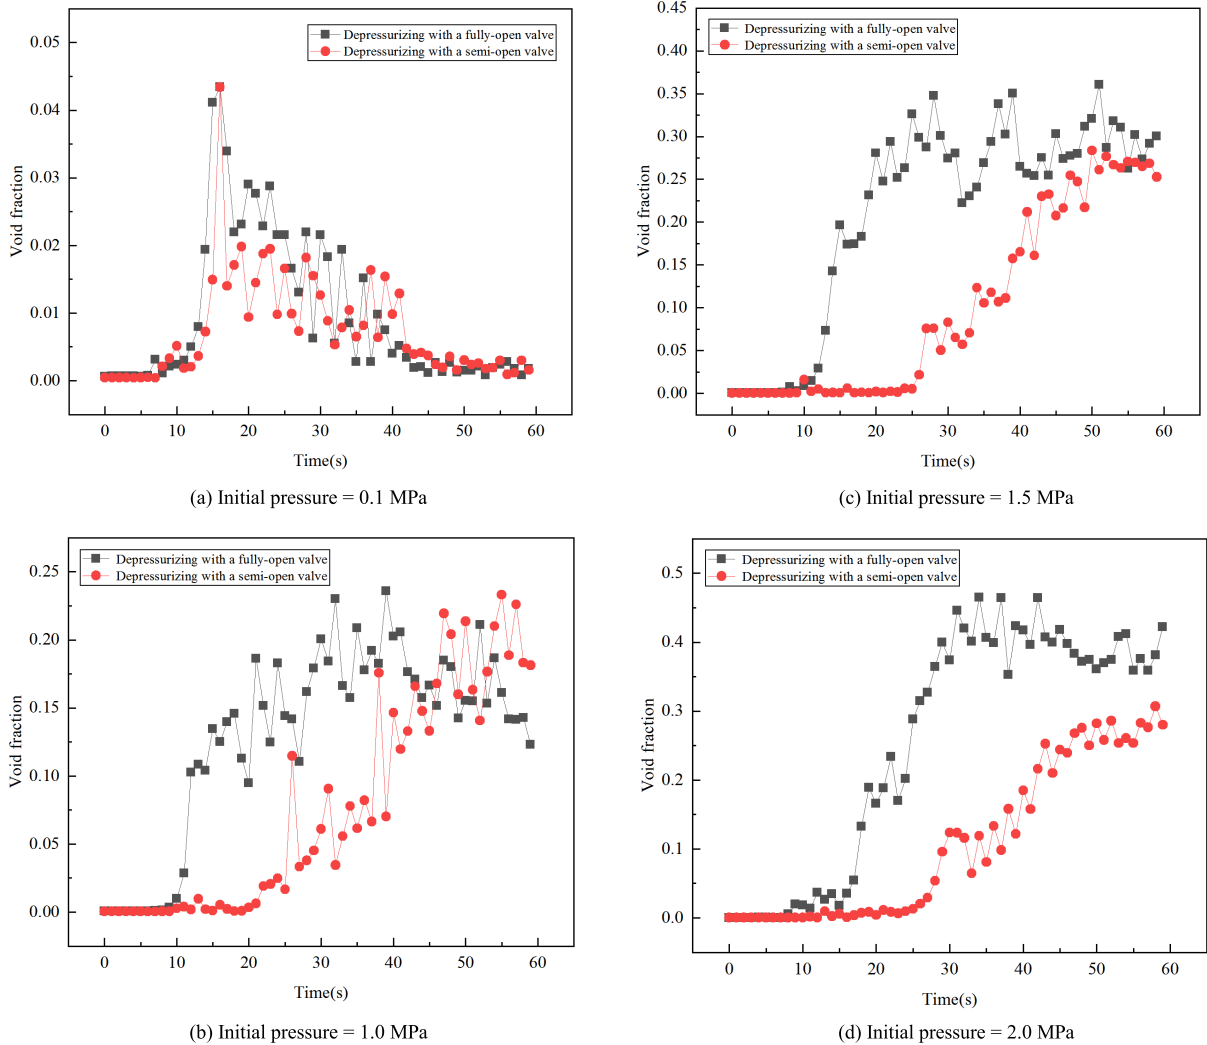 Depressurizing with a fully-open valve
Depressurizing with a semi-open valve
0.05
0.04
0.03
0.02
0.01
0.00
Void fraction
0 10 20 30 40 50 60
Time(s)
(a) Initial pressure = 0.1 MPa
Depressurizing with a fully-open valve
Depressurizing with a semi-open valve
0.45
0.40
0.35
0.30
0.25
0.20
0.15
0.10
0.05
0.00
Void fraction
0 10 20 30 40 50 60
Time(s)
(c) Initial pressure = 1.5 MPa
Depressurizing with a fully-open valve
Depressurizing with a semi-open valve
0.25
0.20
0.15
0.10
0.05
0.00
Void fraction
0 10 20 30 40 50 60
Time(s)
(b) Initial pressure = 1.0 MPa
Depressurizing with a fully-open valve
Depressurizing with a semi-open valve
0.5
0.4
0.3
0.2
0.1
0.0
Void fraction
0 10 20 30 40 50 60
Time(s)
(d) Initial pressure = 2.0 MPa